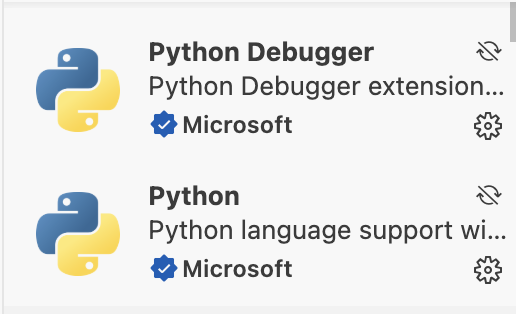 Python Debugger
Python Debugger extension...
Microsoft
Python
Python language support wi...
Microsoft